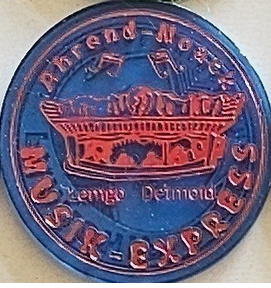 Ahrend-Noack
Lemgo Detmold
MUSIK-EXPRESS